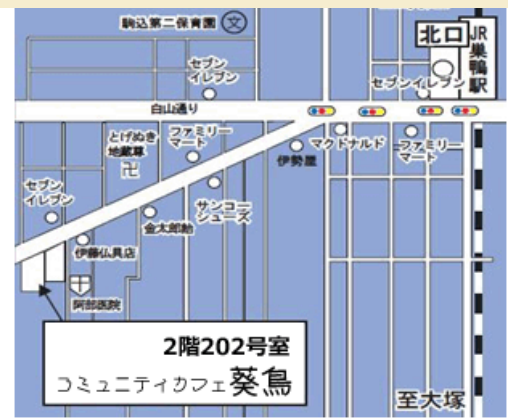 駒込第二保育園
文
北口
JR
巣鴨
駅
セブン
イレブン
セブンイレブン
白山通り
とげぬき
地蔵尊
卍
ファミリー
マート
伊勢屋
マクドナルド
ファミリー
マート
セブン
イレブン
サンコー
シューズ
金太郎飴
伊藤仏具店
阿部医院
2階202号室
コミュニティカフェ葵鳥
至大塚